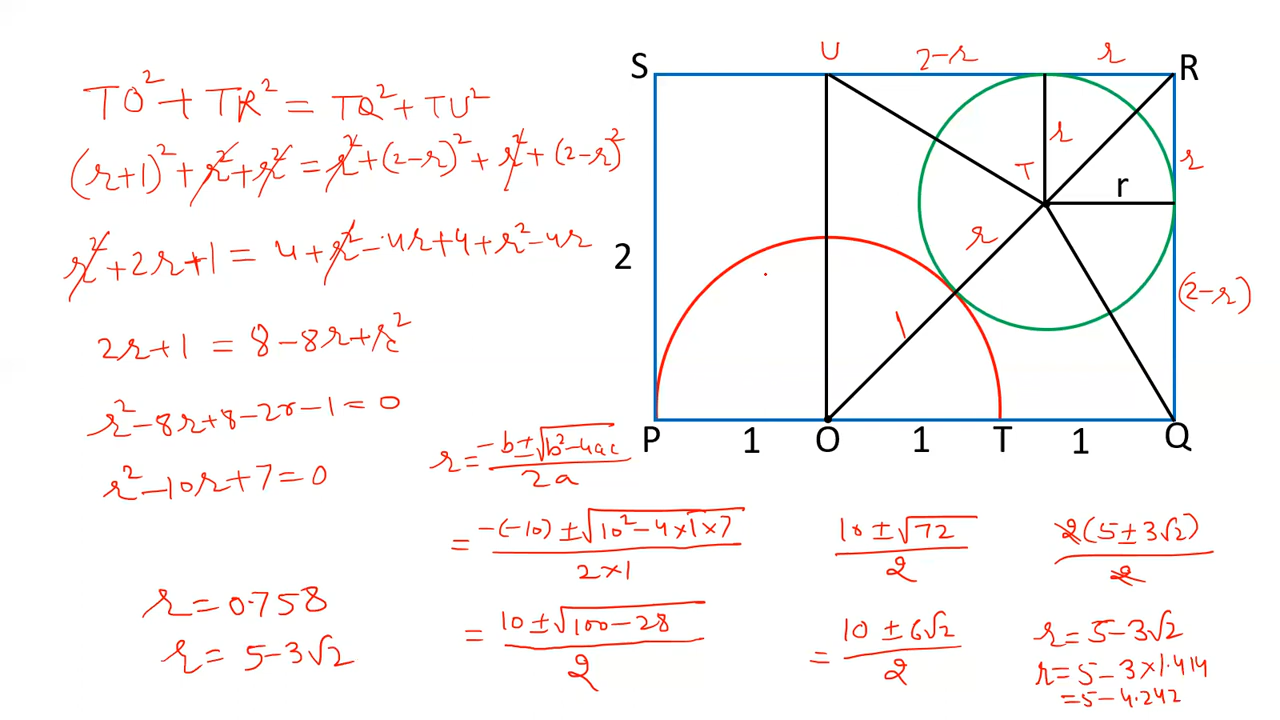 TO² + TR² = TQ² + TU²
(r+1)² + r² + r² = r² + (2-r)² + r² + (2-r)²
r² + 2r + 1 = 4 + r² - 4r + 4 + r² - 4r
2r + 1 = 8 - 8r + r²
r² - 8r + 8 - 2r - 1 = 0
r² - 10r + 7 = 0
r = 0.758
r = 5 - 3√2
r = -b ± √b² - 4ac / 2a
= -(-10) ± √10² - 4×1×7 / 2×1
= 10 ± √100 - 28 / 2
10 ± √72 / 2
= 10 ± 6√2 / 2
2(5 ± 3√2) / 2
r = 5 - 3√2
r = 5 - 3×1.414
= 5 - 4.242
S U 2-r r R
r
T r r
2 r (2-r)
1
P 1 O 1 T 1 Q